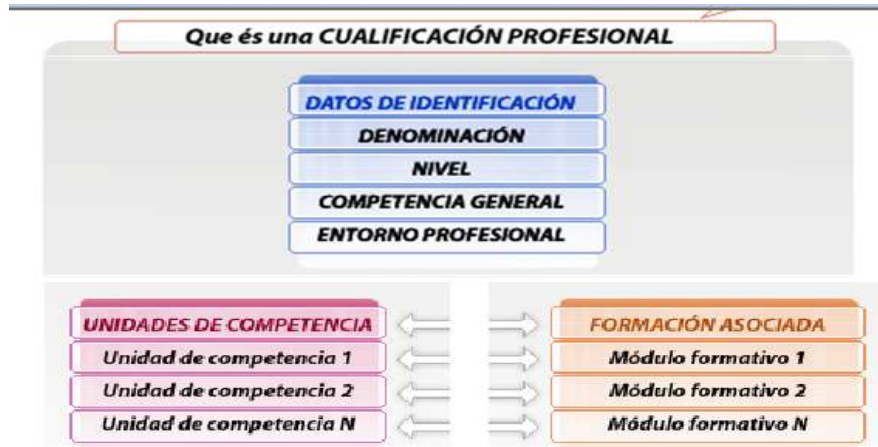 Que és una CUALIFICACIÓN PROFESIONAL
DATOS DE IDENTIFICACIÓN
DENOMINACIÓN
NIVEL
COMPETENCIA GENERAL
ENTORNO PROFESIONAL
UNIDADES DE COMPETENCIA
Unidad de competencia 1
Unidad de competencia 2
Unidad de competencia N
FORMACIÓN ASOCIADA
Módulo formativo 1
Módulo formativo 2
Módulo formativo N